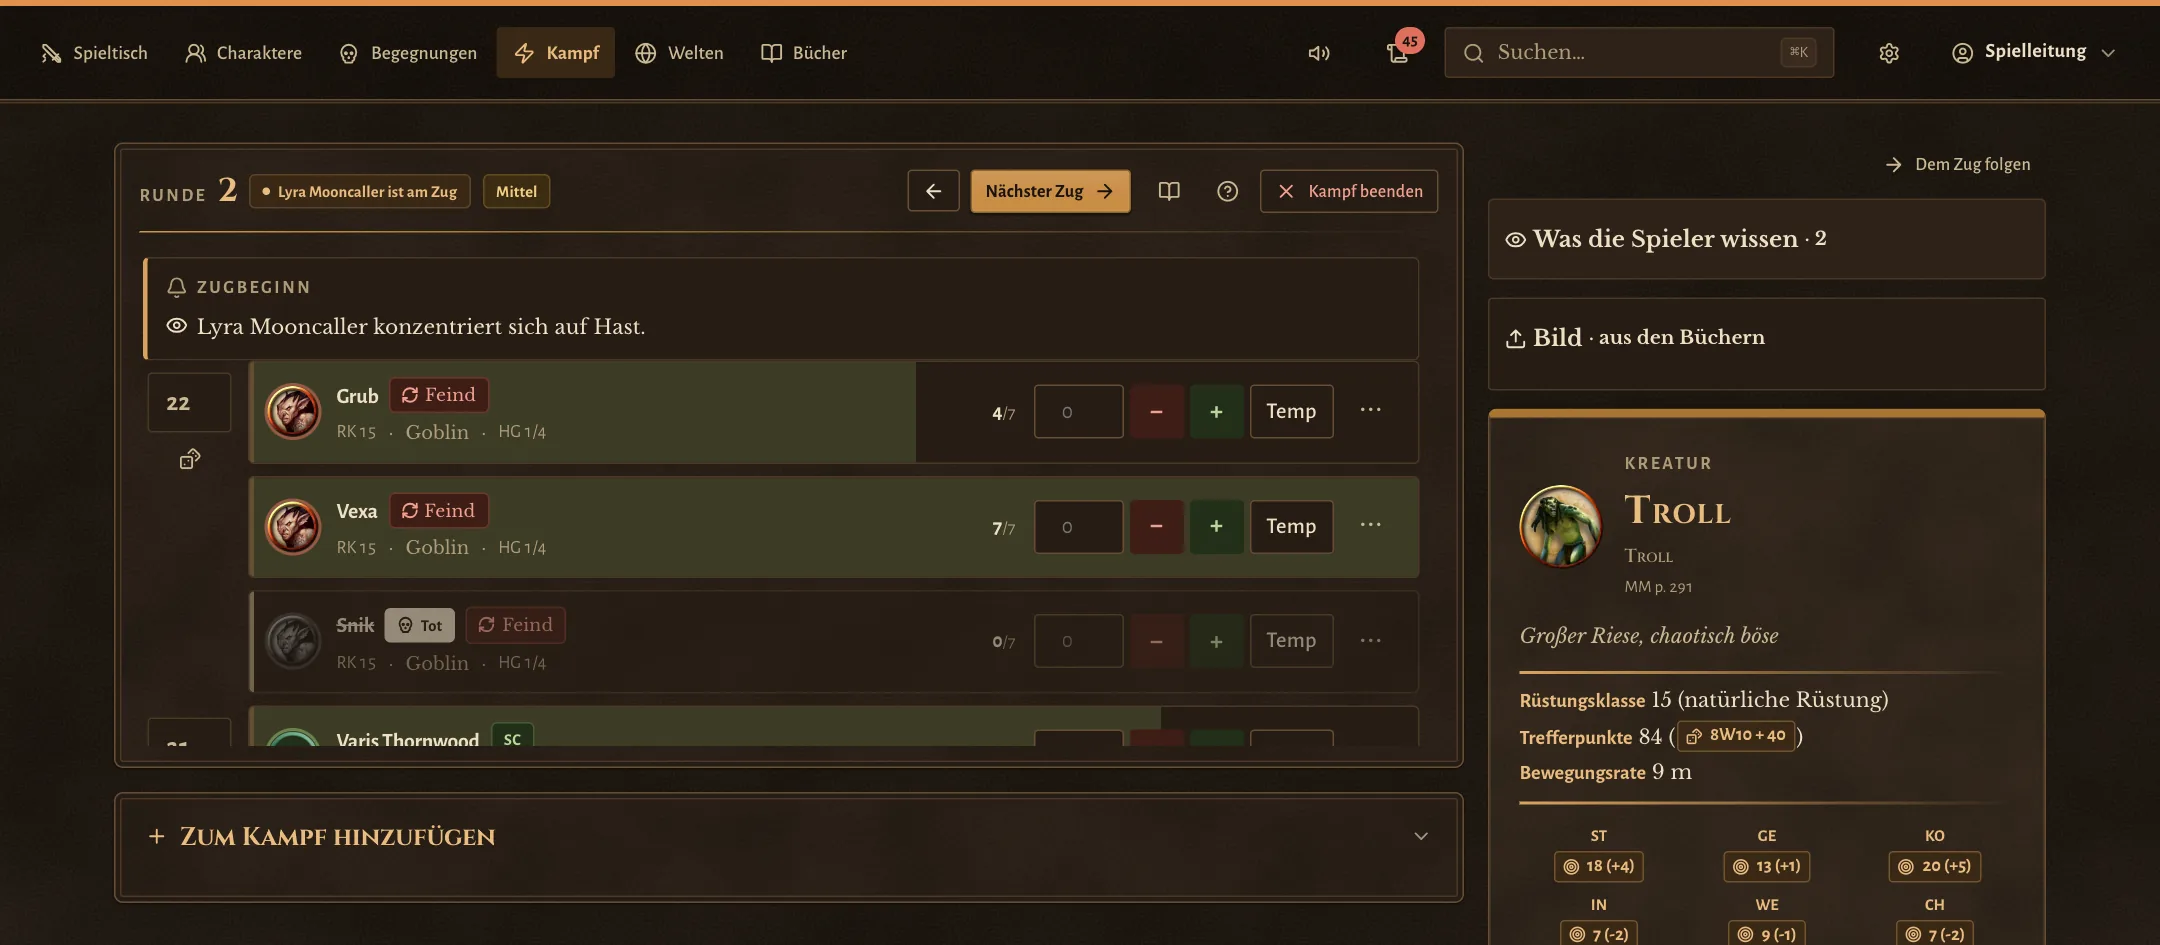 Spieltisch Charaktere Begegnungen Kampf Welten Bücher 45 Suchen... ⌘K Spielleitung
RUNDE 2 Lyra Mooncaller ist am Zug Mittel Nächster Zug Kampf beenden
ZUGBEGINN
Lyra Mooncaller konzentriert sich auf Hast.
22
Grub Feind
RK 15 · Goblin · HG 1/4
4/7 0 − + Temp ...
Vexa Feind
RK 15 · Goblin · HG 1/4
7/7 0 − + Temp ...
Snik Tot Feind
RK 15 · Goblin · HG 1/4
0/7 0 − + Temp ...
Varis Thornwood SC
+ ZUM KAMPF HINZUFÜGEN
Dem Zug folgen
Was die Spieler wissen · 2
Bild · aus den Büchern
KREATUR
TROLL
TROLL
MM p. 291
Großer Riese, chaotisch böse
Rüstungsklasse 15 (natürliche Rüstung)
Trefferpunkte 84 ( 8W10 + 40 )
Bewegungsrate 9 m
ST GE KO
18 (+4) 13 (+1) 20 (+5)
IN WE CH
7 (-2) 9 (-1) 7 (-2)